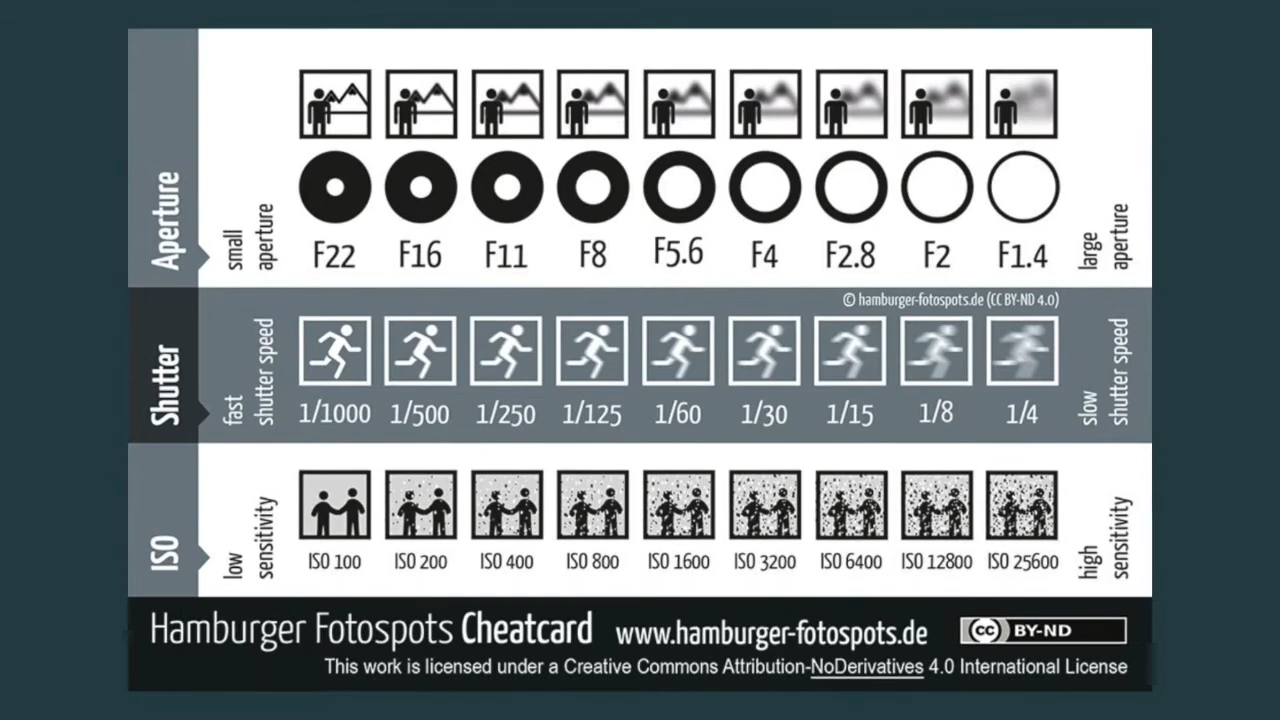 Aperture
small
aperture
F22 F16 F11 F8 F5.6 F4 F2.8 F2 F1.4
large
aperture
© hamburger-fotospots.de (CC BY-ND 4.0)
Shutter
fast
shutter speed
1/1000 1/500 1/250 1/125 1/60 1/30 1/15 1/8 1/4
slow
shutter speed
ISO
low
sensitivity
ISO 100 ISO 200 ISO 400 ISO 800 ISO 1600 ISO 3200 ISO 6400 ISO 12800 ISO 25600
high
sensitivity
Hamburger Fotospots Cheatcard www.hamburger-fotospots.de cc BY-ND
This work is licensed under a Creative Commons Attribution-NoDerivatives 4.0 International License